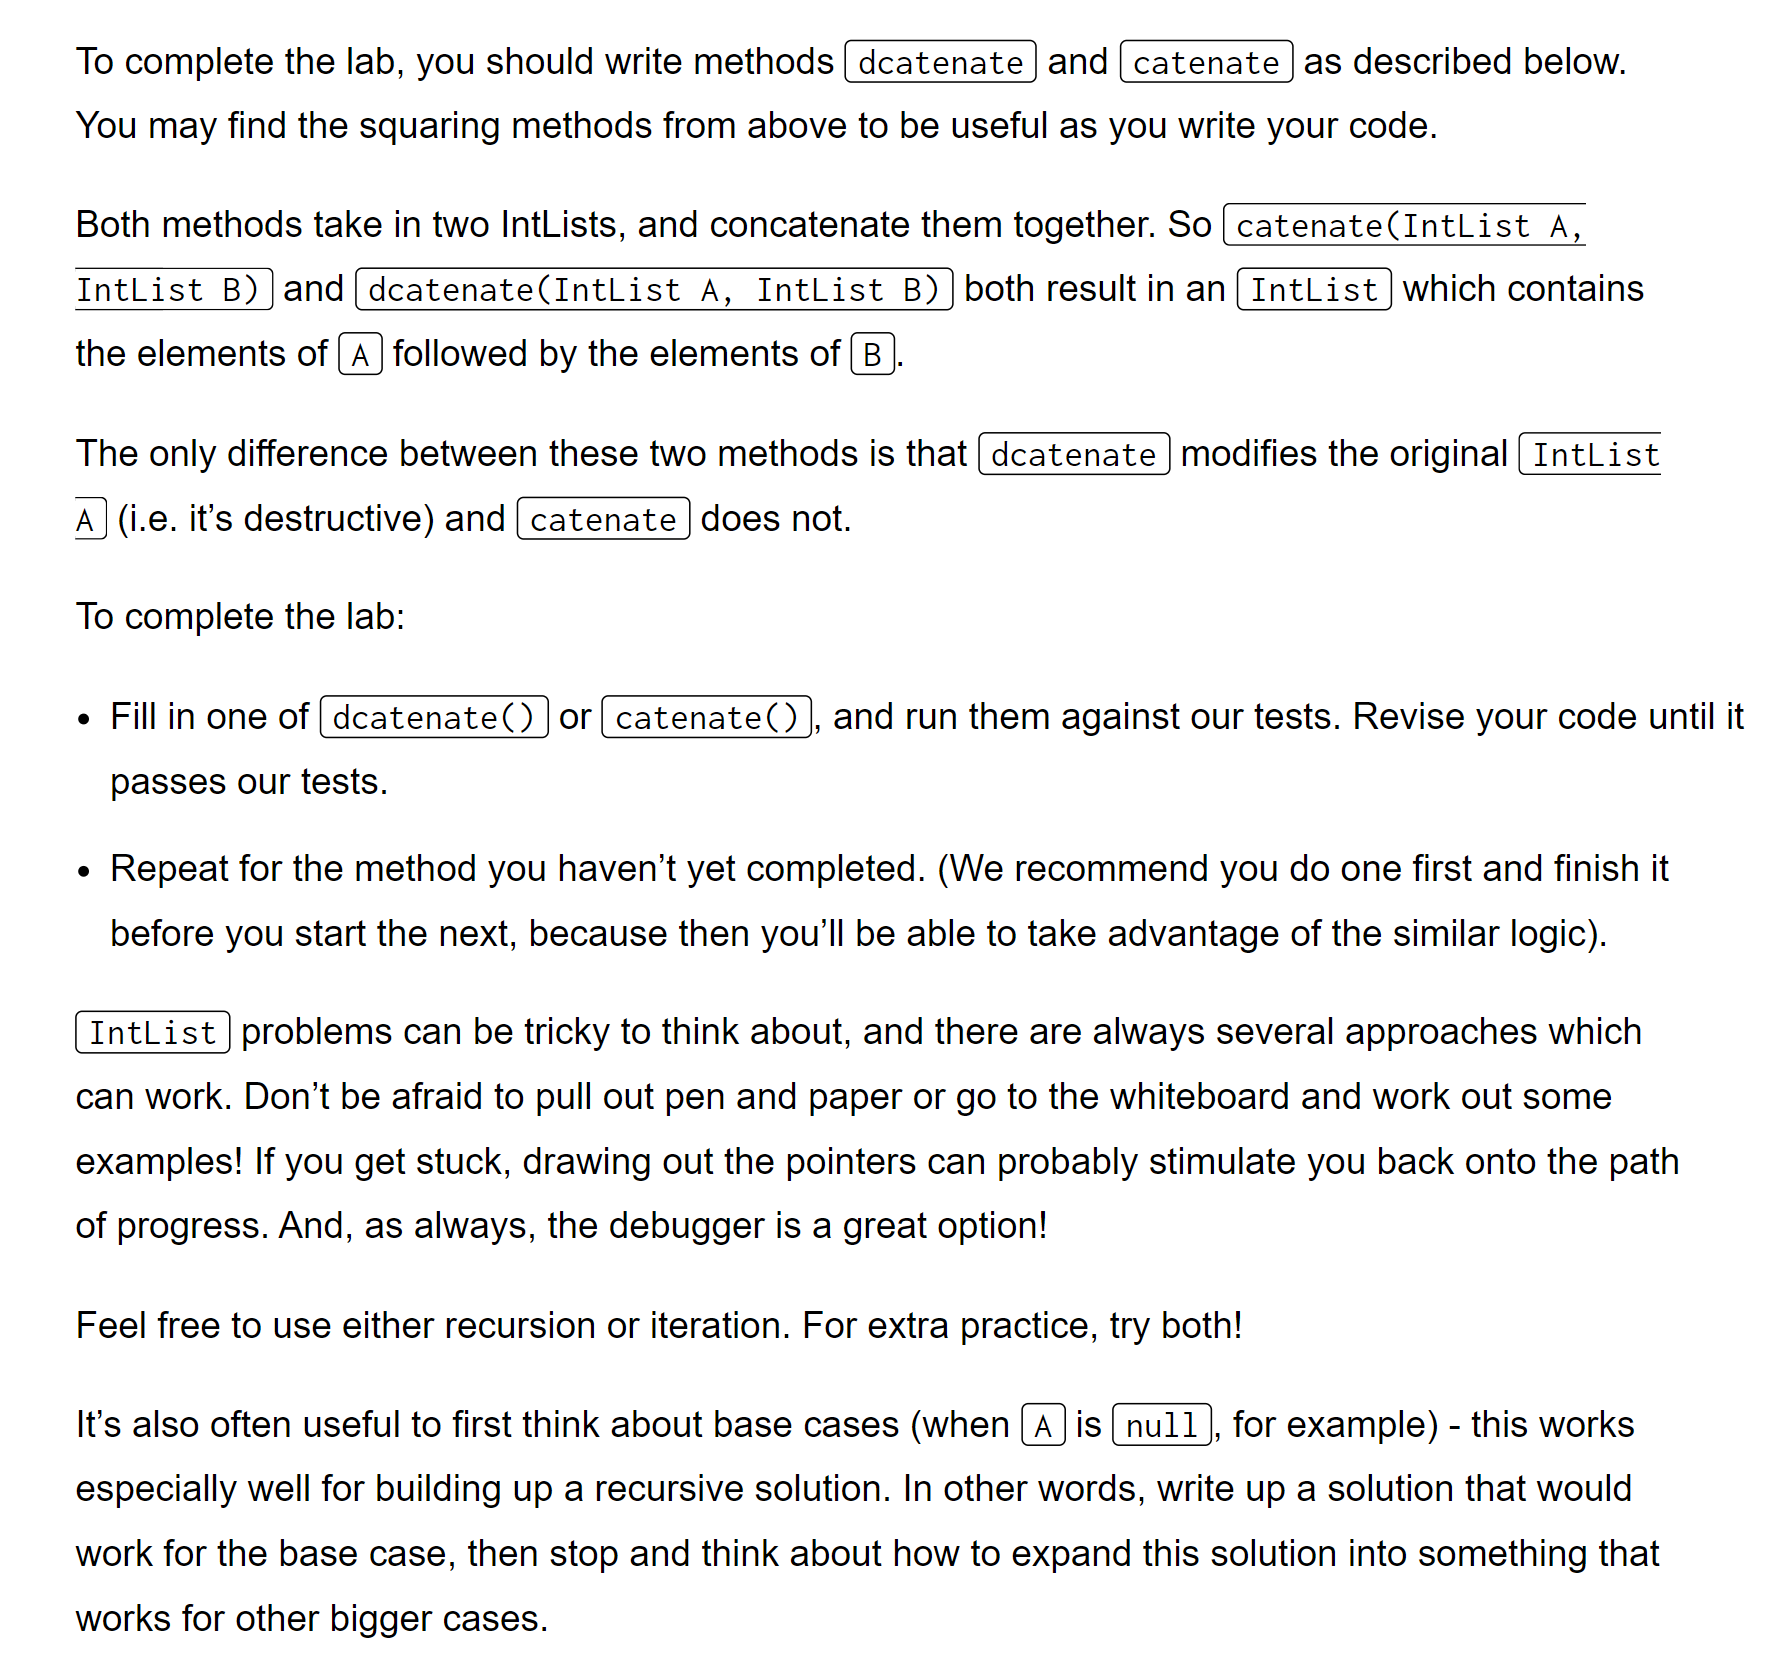 To complete the lab, you should write methods dcatenate and catenate as described below.
You may find the squaring methods from above to be useful as you write your code.
Both methods take in two IntLists, and concatenate them together. So catenate(IntList A,
IntList B) and dcatenate(IntList A, IntList B) both result in an IntList which contains
the elements of A followed by the elements of B.
The only difference between these two methods is that dcatenate modifies the original IntList
A (i.e. it’s destructive) and catenate does not.
To complete the lab:
• Fill in one of dcatenate() or catenate(), and run them against our tests. Revise your code until it
passes our tests.
• Repeat for the method you haven’t yet completed. (We recommend you do one first and finish it
before you start the next, because then you’ll be able to take advantage of the similar logic).
IntList problems can be tricky to think about, and there are always several approaches which
can work. Don’t be afraid to pull out pen and paper or go to the whiteboard and work out some
examples! If you get stuck, drawing out the pointers can probably stimulate you back onto the path
of progress. And, as always, the debugger is a great option!
Feel free to use either recursion or iteration. For extra practice, try both!
It’s also often useful to first think about base cases (when A is null, for example) - this works
especially well for building up a recursive solution. In other words, write up a solution that would
work for the base case, then stop and think about how to expand this solution into something that
works for other bigger cases.